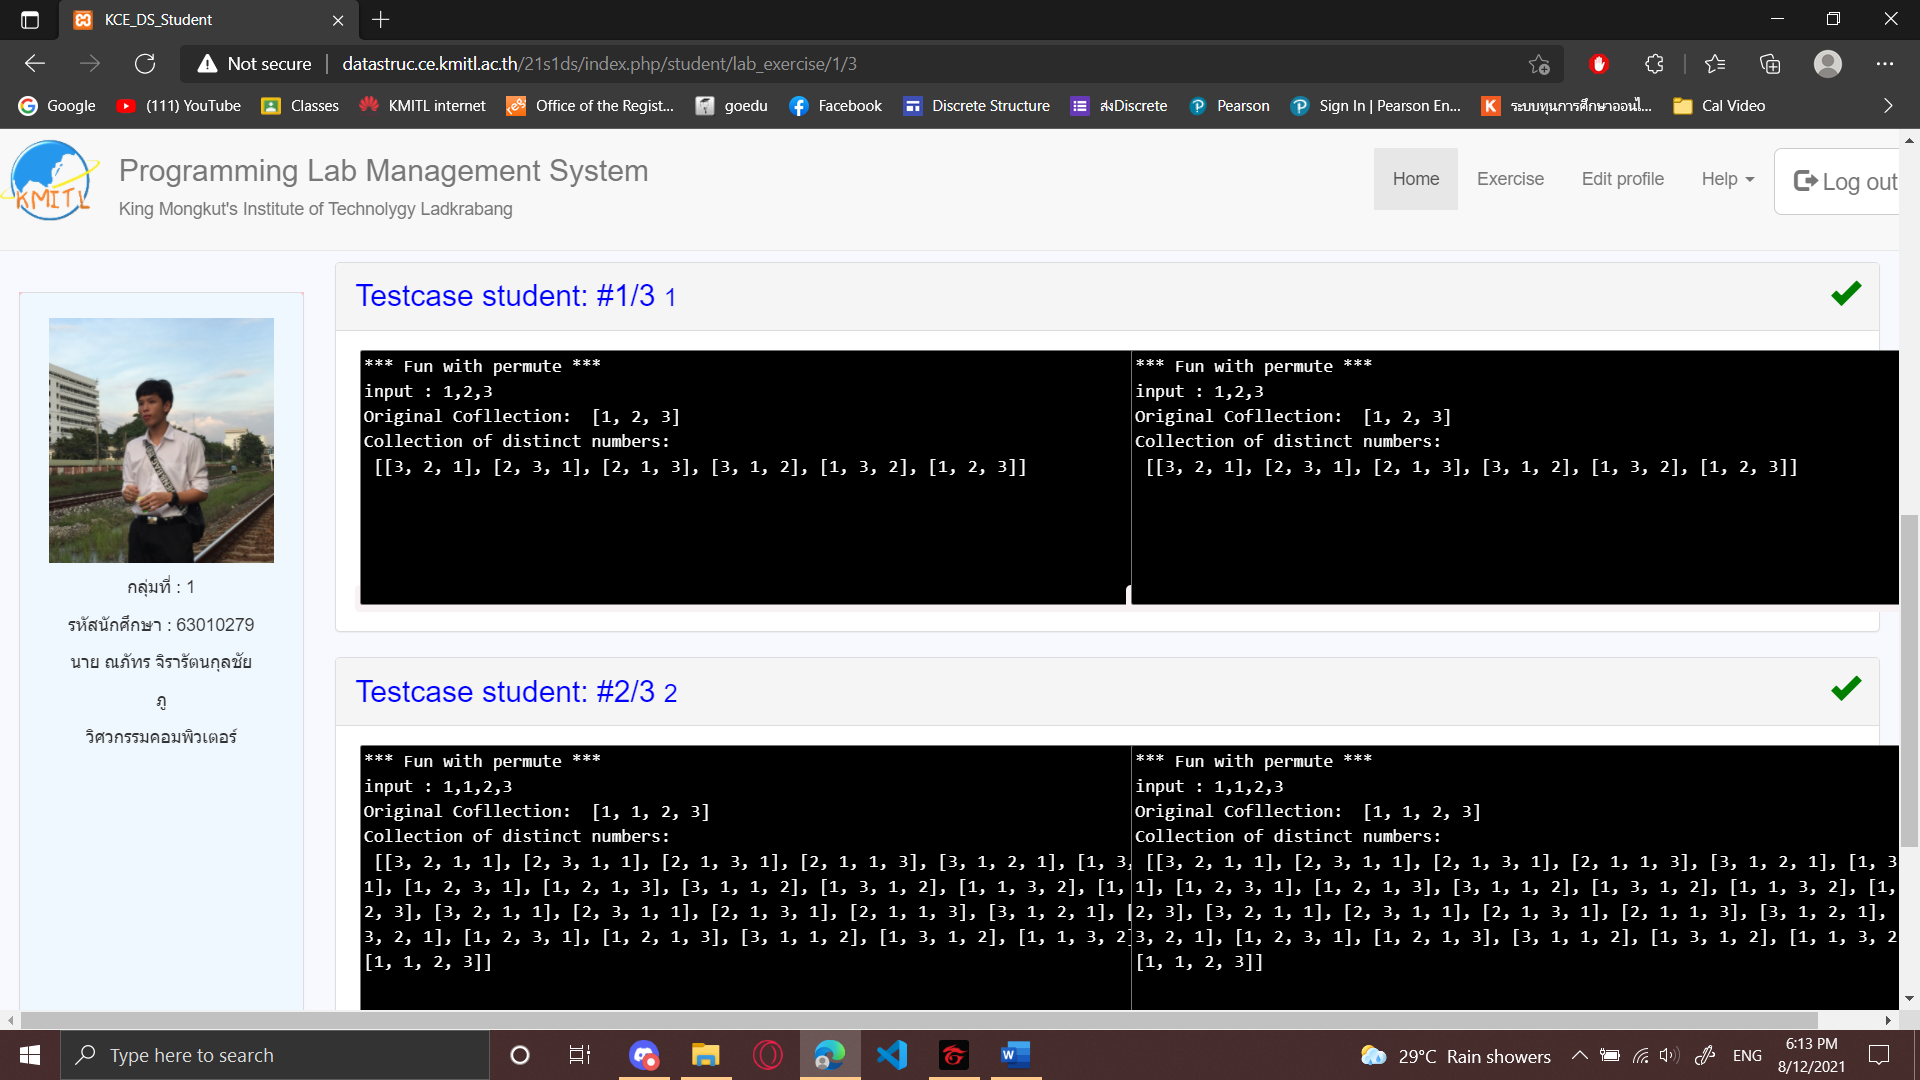 KCE_DS_Student
Not secure
datastruc.ce.kmitl.ac.th/21s1ds/index.php/student/lab_exercise/1/3
Google
(111) YouTube
Classes
KMITL internet
Office of the Regist...
goedu
Facebook
Discrete Structure
ส่งDiscrete
Pearson
Sign In | Pearson En...
ระบบทุนการศึกษาออนไ...
Cal Video
KMITL
Programming Lab Management System
King Mongkut's Institute of Technolygy Ladkrabang
Home
Exercise
Edit profile
Help
Log out
กลุ่มที่ : 1
รหัสนักศึกษา : 63010279
นาย ณภัทร จิรารัตนกุลชัย
ภู
วิศวกรรมคอมพิวเตอร์
Testcase student: #1/3 1
*** Fun with permute ***
input : 1,2,3
Original Cofllection:  [1, 2, 3]
Collection of distinct numbers:
[[3, 2, 1], [2, 3, 1], [2, 1, 3], [3, 1, 2], [1, 3, 2], [1, 2, 3]]
*** Fun with permute ***
input : 1,2,3
Original Cofllection:  [1, 2, 3]
Collection of distinct numbers:
[[3, 2, 1], [2, 3, 1], [2, 1, 3], [3, 1, 2], [1, 3, 2], [1, 2, 3]]
Testcase student: #2/3 2
*** Fun with permute ***
input : 1,1,2,3
Original Cofllection:  [1, 1, 2, 3]
Collection of distinct numbers:
[[3, 2, 1, 1], [2, 3, 1, 1], [2, 1, 3, 1], [2, 1, 1, 3], [3, 1, 2, 1], [1, 3,
1], [1, 2, 3, 1], [1, 2, 1, 3], [3, 1, 1, 2], [1, 3, 1, 2], [1, 1, 3, 2], [1,
2, 3], [3, 2, 1, 1], [2, 3, 1, 1], [2, 1, 3, 1], [2, 1, 1, 3], [3, 1, 2, 1], [
3, 2, 1], [1, 2, 3, 1], [1, 2, 1, 3], [3, 1, 1, 2], [1, 3, 1, 2], [1, 1, 3, 2]
[1, 1, 2, 3]]
*** Fun with permute ***
input : 1,1,2,3
Original Cofllection:  [1, 1, 2, 3]
Collection of distinct numbers:
[[3, 2, 1, 1], [2, 3, 1, 1], [2, 1, 3, 1], [2, 1, 1, 3], [3, 1, 2, 1], [1, 3
1], [1, 2, 3, 1], [1, 2, 1, 3], [3, 1, 1, 2], [1, 3, 1, 2], [1, 1, 3, 2], [1,
2, 3], [3, 2, 1, 1], [2, 3, 1, 1], [2, 1, 3, 1], [2, 1, 1, 3], [3, 1, 2, 1],
3, 2, 1], [1, 2, 3, 1], [1, 2, 1, 3], [3, 1, 1, 2], [1, 3, 1, 2], [1, 1, 3, 2
[1, 1, 2, 3]]
Type here to search
29°C Rain showers
ENG
6:13 PM
8/12/2021